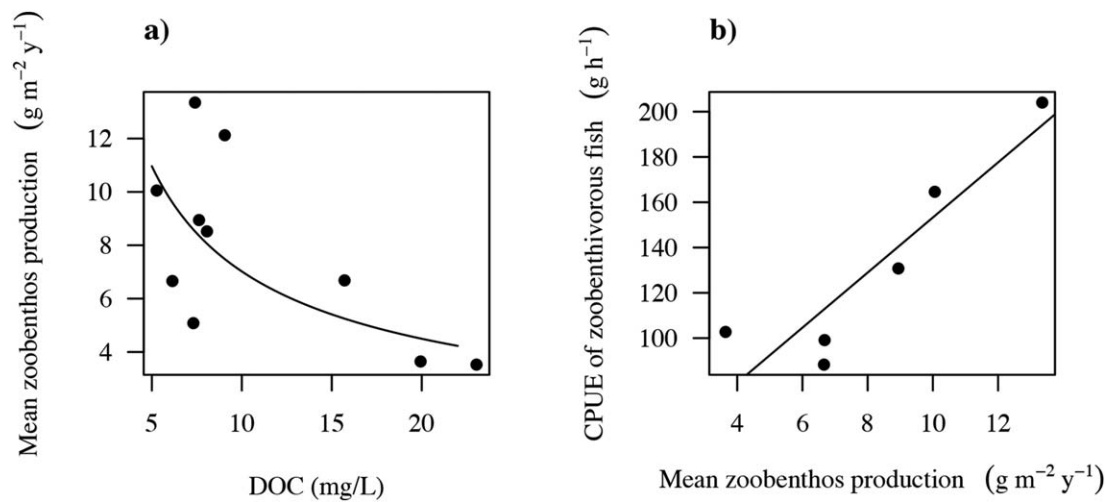 a)
Mean zoobenthos production (g m⁻² y⁻¹)
12
10
8
6
4
5 10 15 20
DOC (mg/L)
b)
CPUE of zoobenthivorous fish (g h⁻¹)
200
180
160
140
120
100
4 6 8 10 12
Mean zoobenthos production (g m⁻² y⁻¹)